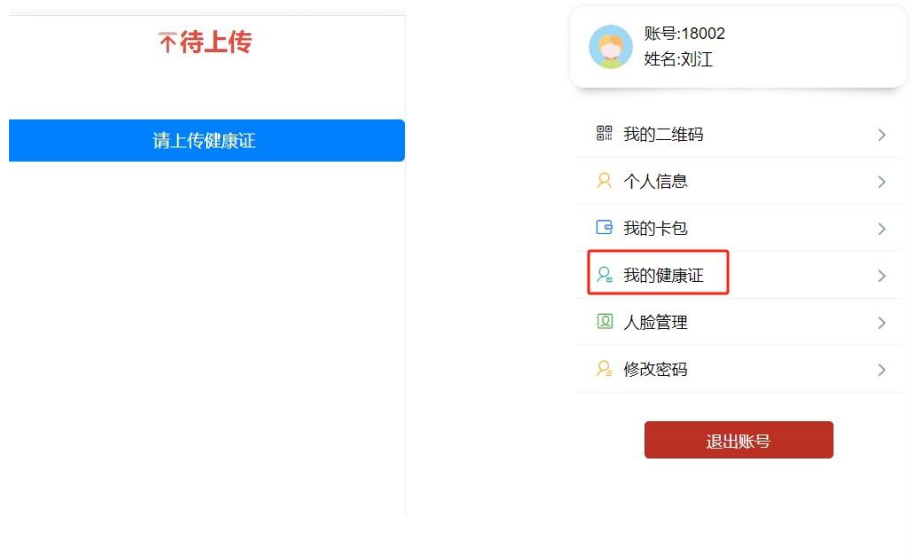 待上传
请上传健康证
账号:18002
姓名:刘江
我的二维码
个人信息
我的卡包
我的健康证
人脸管理
修改密码
退出账号